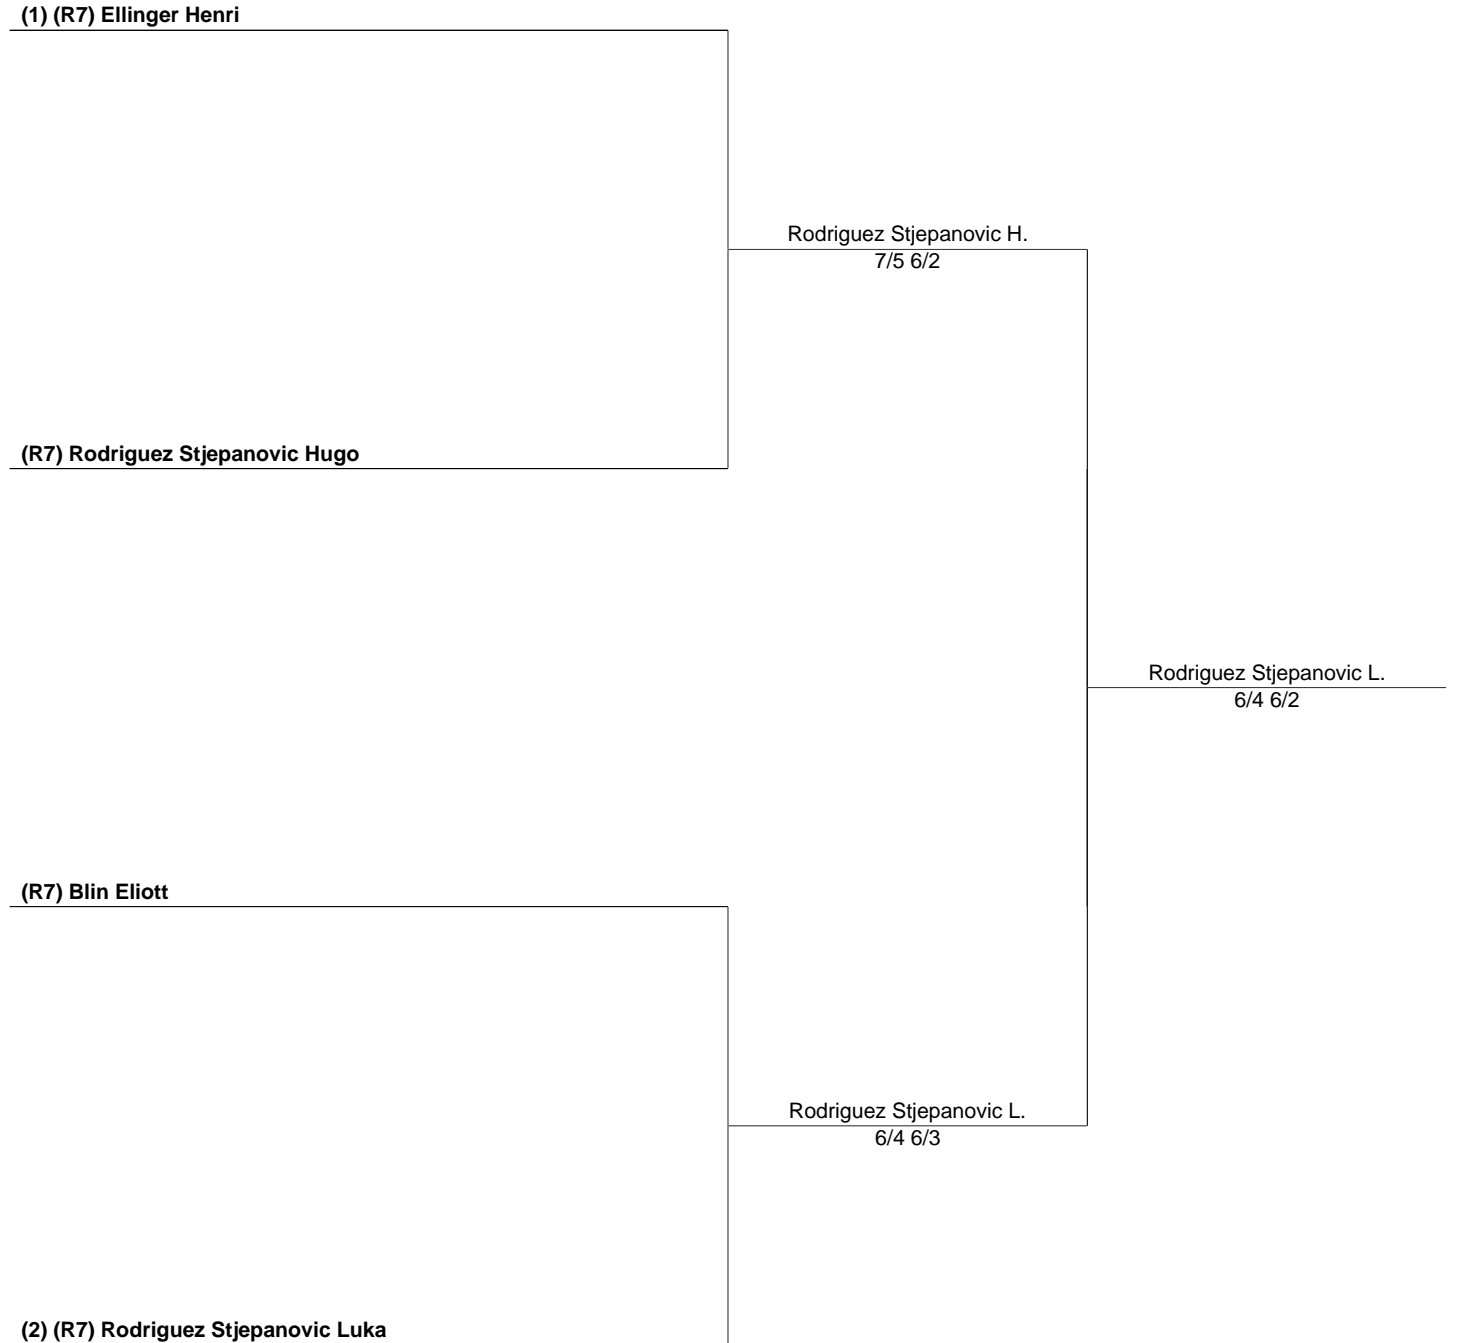 (1) (R7) Ellinger Henri
Rodriguez Stjepanovic H.
7/5 6/2
(R7) Rodriguez Stjepanovic Hugo
Rodriguez Stjepanovic L.
6/4 6/2
(R7) Blin Eliott
Rodriguez Stjepanovic L.
6/4 6/3
(2) (R7) Rodriguez Stjepanovic Luka